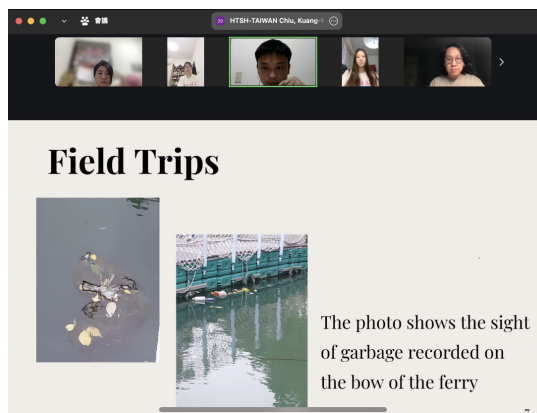 會議
29 HTSH-TAIWAN Chiu, Kuang-
Field Trips
The photo shows the sight
of garbage recorded on
the bow of the ferry